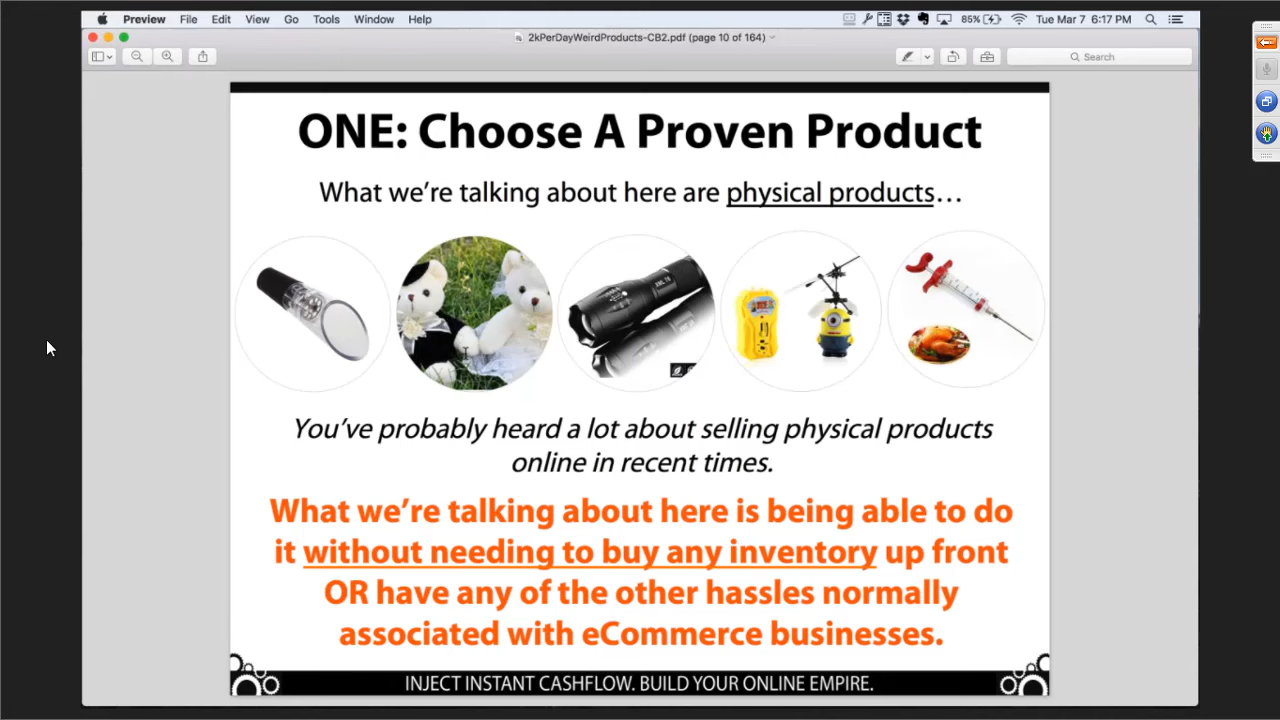 Preview File Edit View Go Tools Window Help 85% Tue Mar 7 6:17 PM
2kPerDayWeirdProducts-CB2.pdf (page 10 of 164)
Search
ONE: Choose A Proven Product
What we're talking about here are physical products…
XML T6
You've probably heard a lot about selling physical products
online in recent times.
What we're talking about here is being able to do
it without needing to buy any inventory up front
OR have any of the other hassles normally
associated with eCommerce businesses.
INJECT INSTANT CASHFLOW. BUILD YOUR ONLINE EMPIRE.